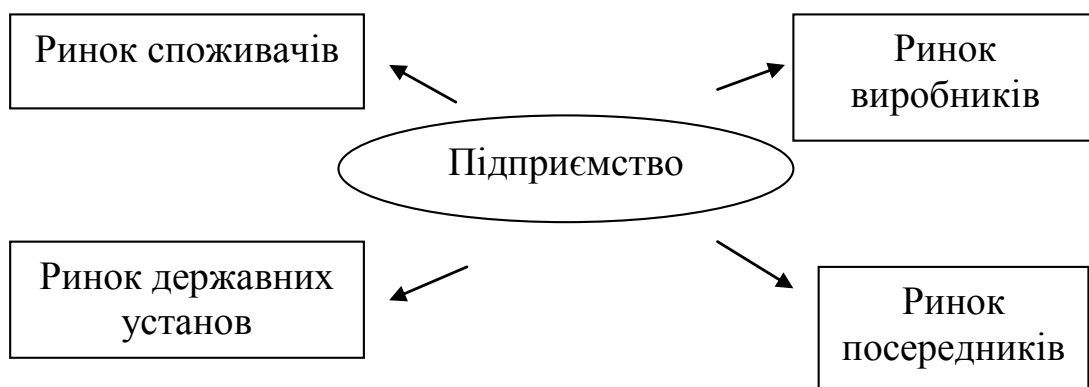 Ринок споживачів
Ринок
виробників
Підприємство
Ринок державних
установ
Ринок
посередників